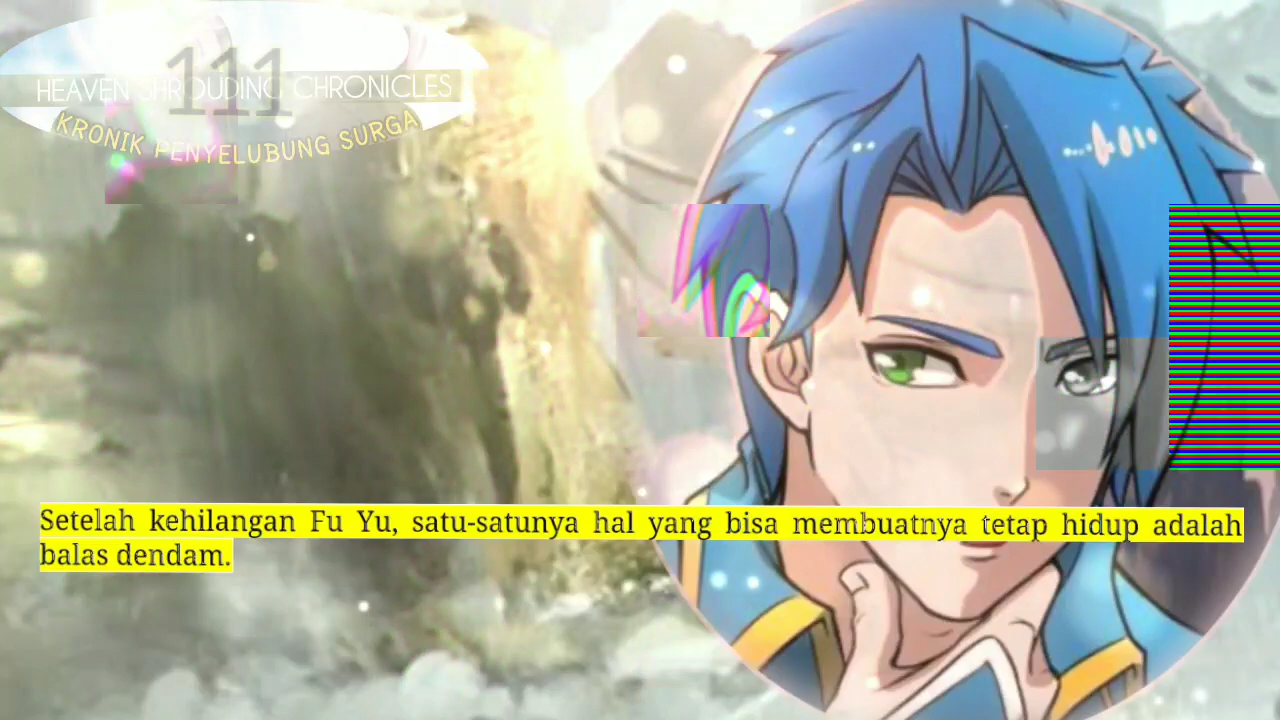 111
HEAVEN SHROUDING CHRONICLES
KRONIK PENYELUBUNG SURGA
Setelah kehilangan Fu Yu, satu-satunya hal yang bisa membuatnya tetap hidup adalah
balas dendam.